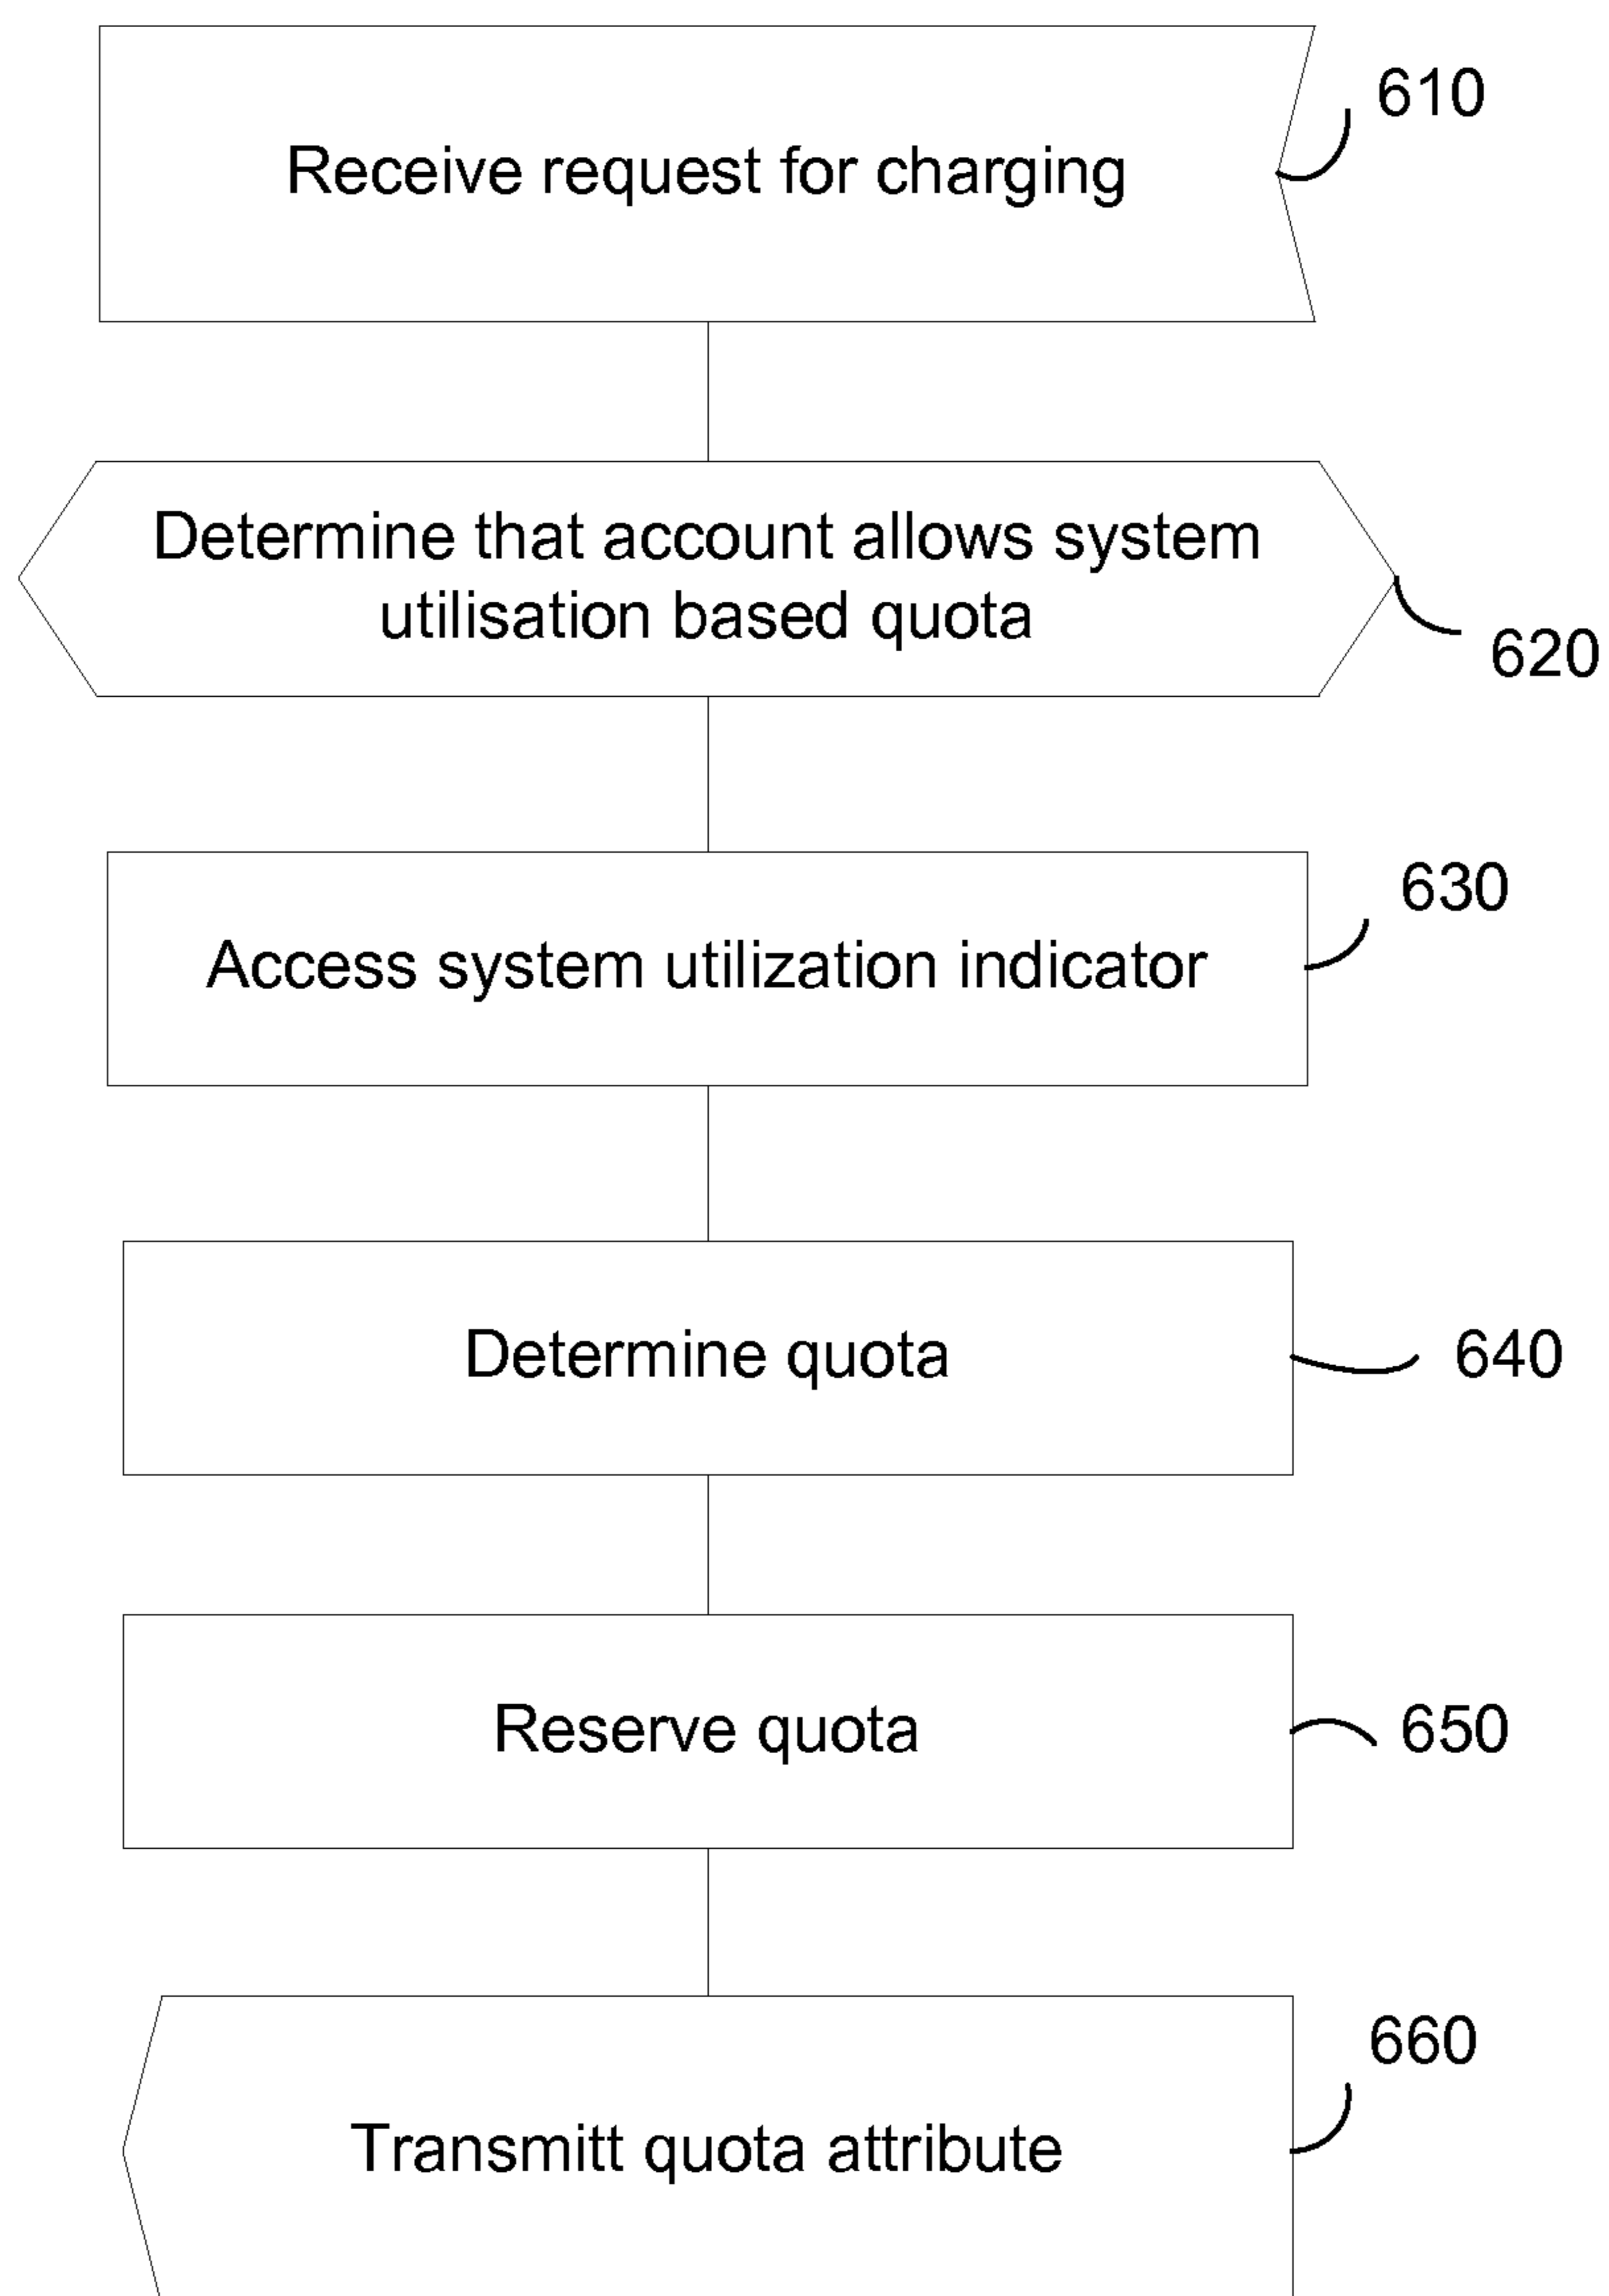 Receive request for charging
610
Determine that account allows system
utilisation based quota
620
Access system utilization indicator
630
Determine quota
640
Reserve quota
650
Transmitt quota attribute
660